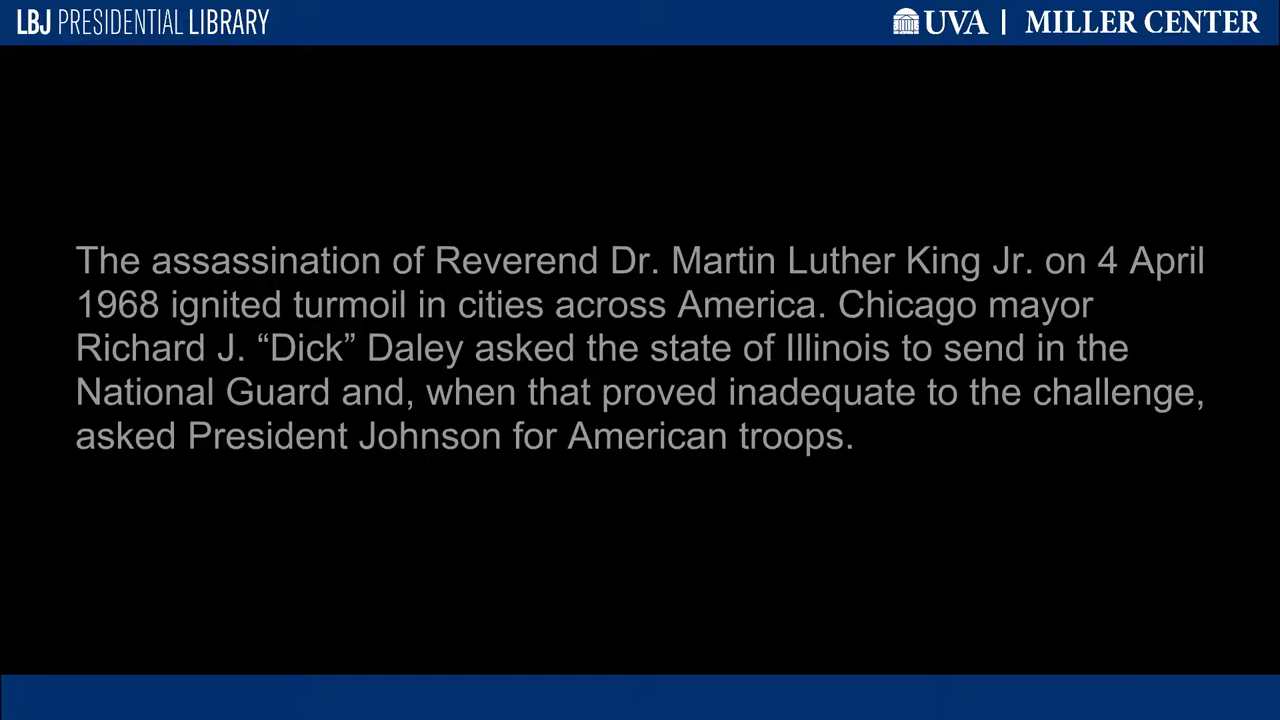 LBJ PRESIDENTIAL LIBRARY
UVA | MILLER CENTER
The assassination of Reverend Dr. Martin Luther King Jr. on 4 April
1968 ignited turmoil in cities across America. Chicago mayor
Richard J. “Dick” Daley asked the state of Illinois to send in the
National Guard and, when that proved inadequate to the challenge,
asked President Johnson for American troops.